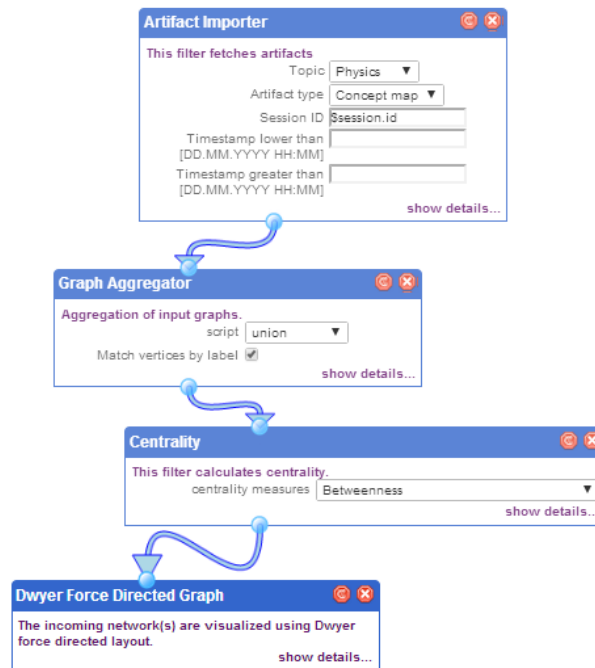 Artifact Importer
This filter fetches artifacts
Topic Physics
Artifact type Concept map
Session ID $session.id
Timestamp lower than
[DD.MM.YYYY HH:MM]
Timestamp greater than
[DD.MM.YYYY HH:MM]
show details...
Graph Aggregator
Aggregation of input graphs.
script union
Match vertices by label
show details...
Centrality
This filter calculates centrality.
centrality measures Betweenness
show details...
Dwyer Force Directed Graph
The incoming network(s) are visualized using Dwyer
force directed layout.
show details...